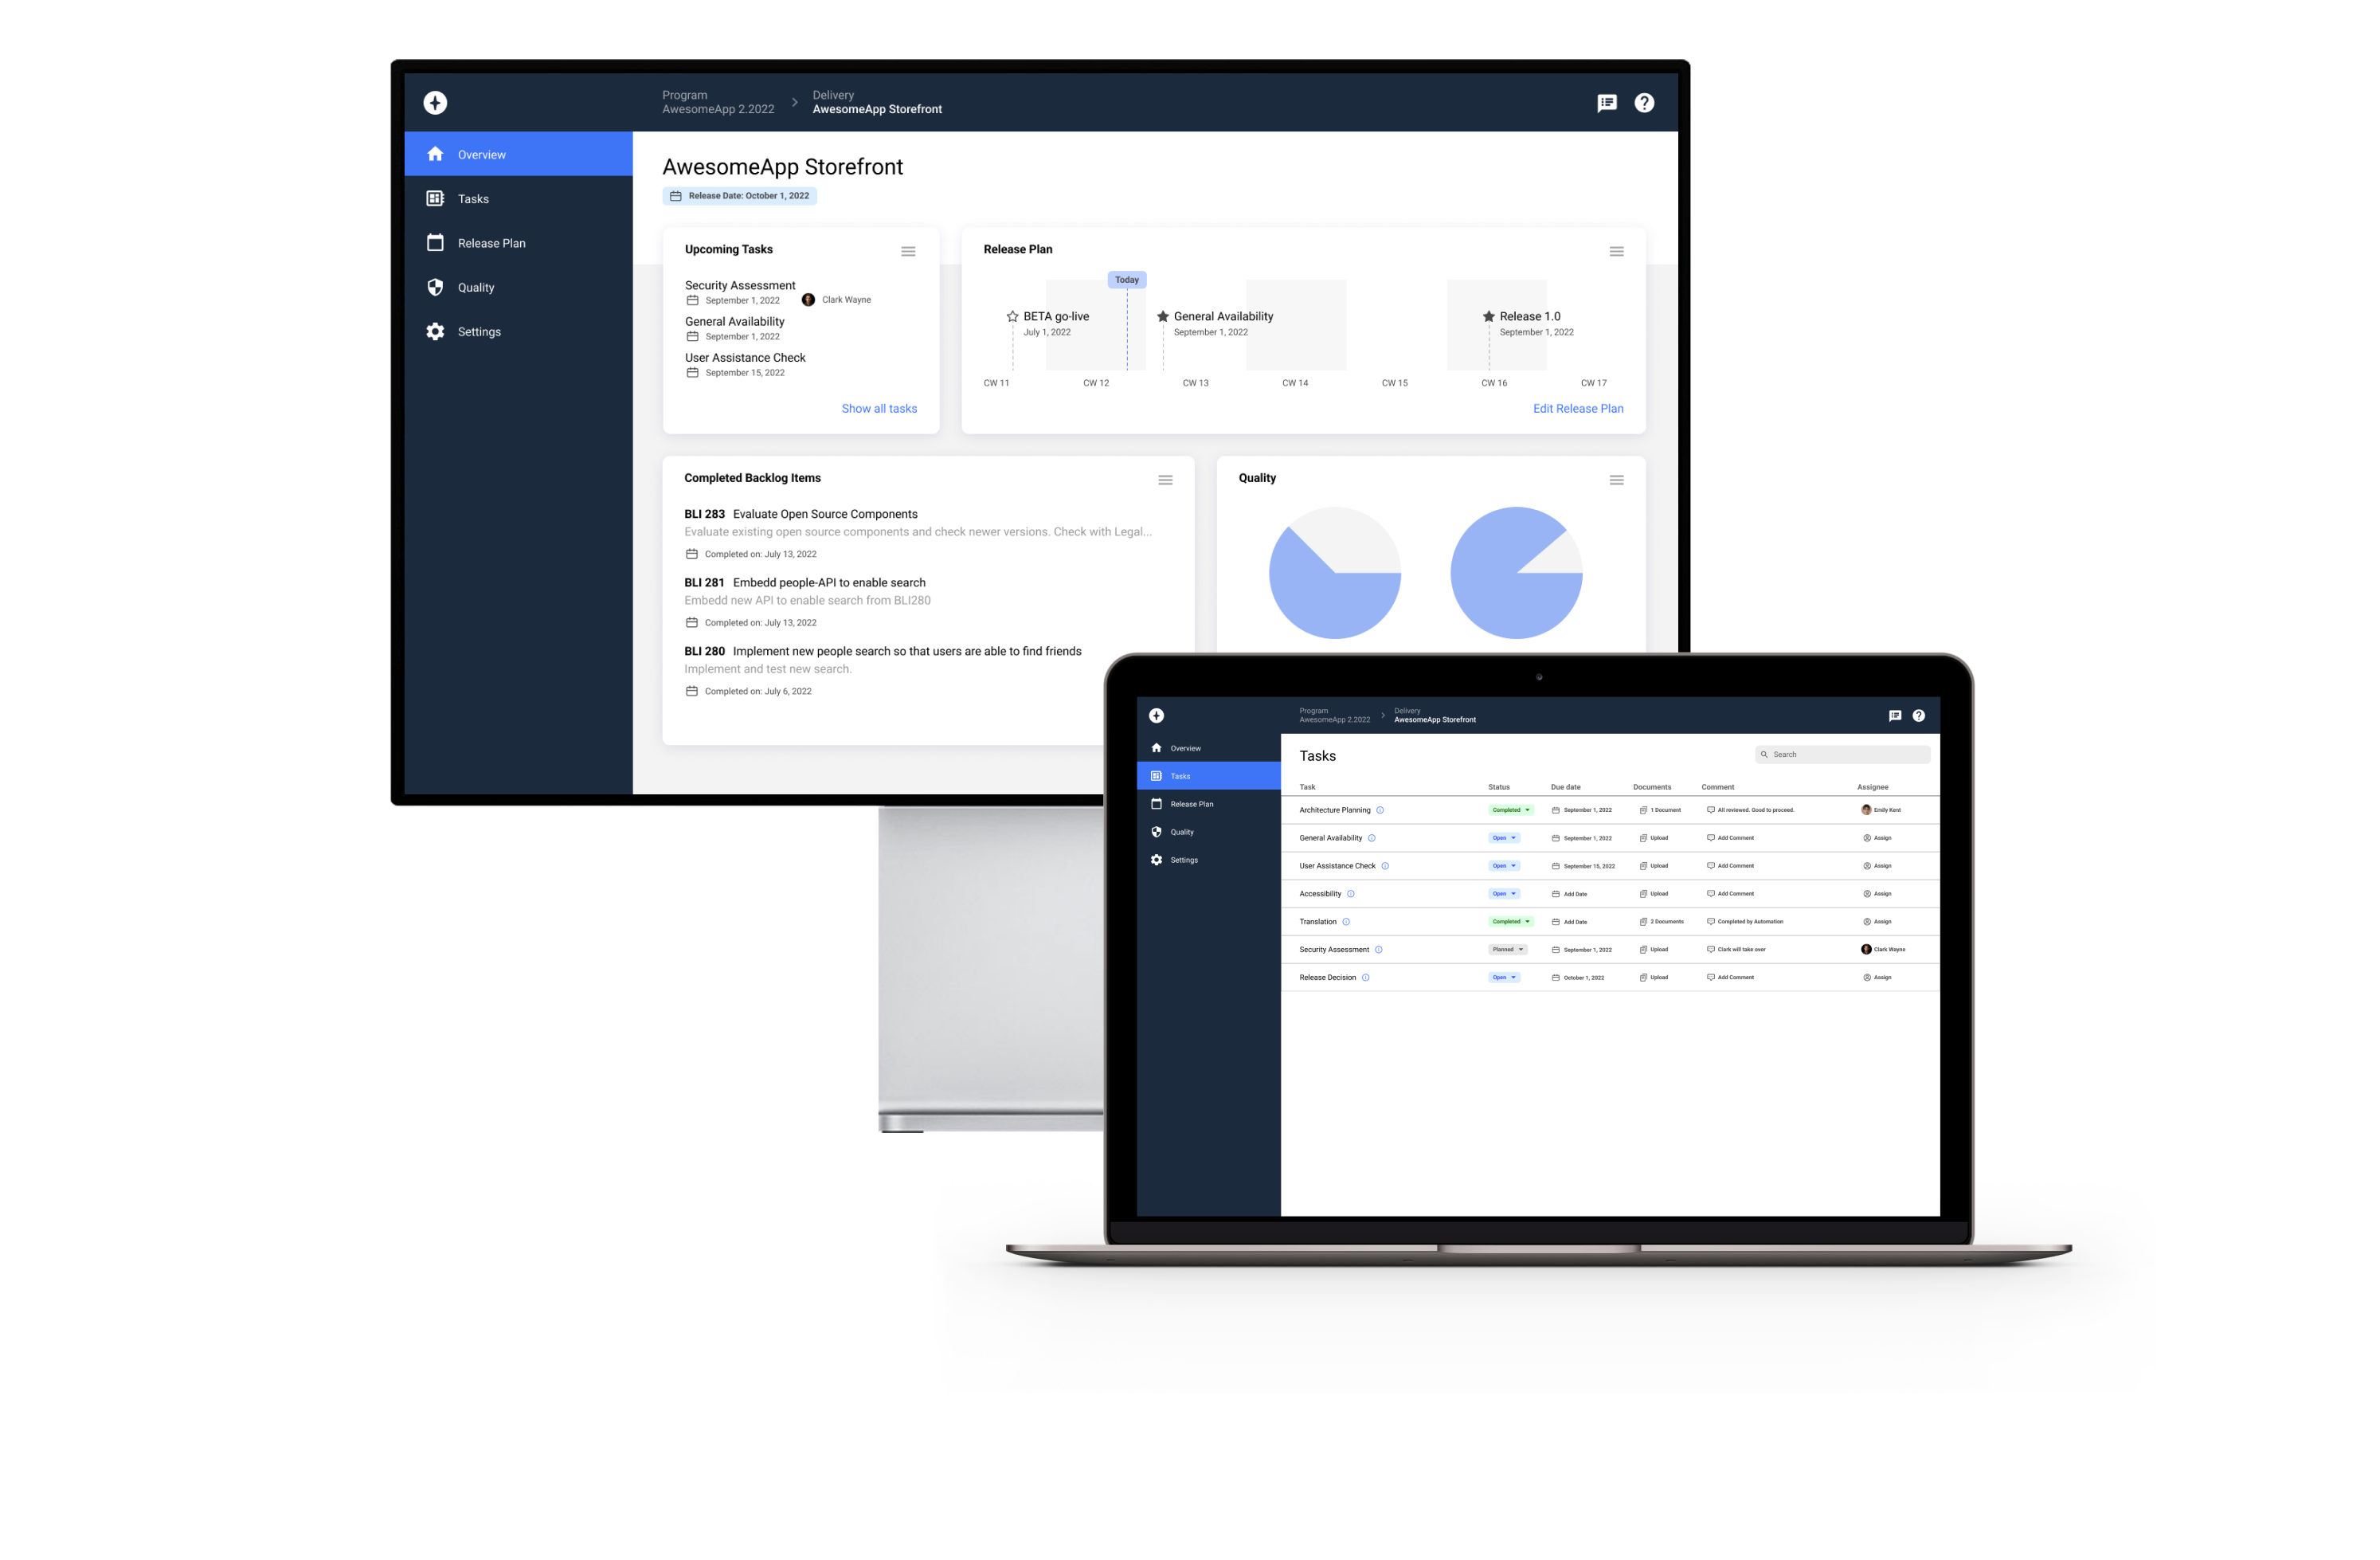 Program
AwesomeApp 2.2022
Delivery
AwesomeApp Storefront
Overview
Tasks
Release Plan
Quality
Settings
AwesomeApp Storefront
Release Date: October 1, 2022
Upcoming Tasks
Security Assessment
September 1, 2022 Clark Wayne
General Availability
September 1, 2022
User Assistance Check
September 15, 2022
Show all tasks
Release Plan
Today
BETA go-live
July 1, 2022
General Availability
September 1, 2022
Release 1.0
September 1, 2022
CW 11 CW 12 CW 13 CW 14 CW 15 CW 16 CW 17
Edit Release Plan
Completed Backlog Items
BLI 283 Evaluate Open Source Components
Evaluate existing open source components and check newer versions. Check with Legal...
Completed on: July 13, 2022
BLI 281 Embedd people-API to enable search
Embedd new API to enable search from BLI280
Completed on: July 13, 2022
BLI 280 Implement new people search so that users are able to find friends
Implement and test new search.
Completed on: July 6, 2022
Quality
Program
AwesomeApp 2.2022
Delivery
AwesomeApp Storefront
Overview
Tasks
Release Plan
Quality
Settings
Tasks
Search
Task Status Due date Documents Comment Assignee
Architecture Planning Completed September 1, 2022 1 Document All reviewed. Good to proceed. Emily Kent
General Availability Open September 1, 2022 Upload Add Comment Assign
User Assistance Check Open September 15, 2022 Upload Add Comment Assign
Accessibility Open Add Date Upload Add Comment Assign
Translation Completed Add Date 2 Documents Completed by Automation Assign
Security Assessment Planned September 1, 2022 Upload Clark will take over Clark Wayne
Release Decision Open October 1, 2022 Upload Add Comment Assign